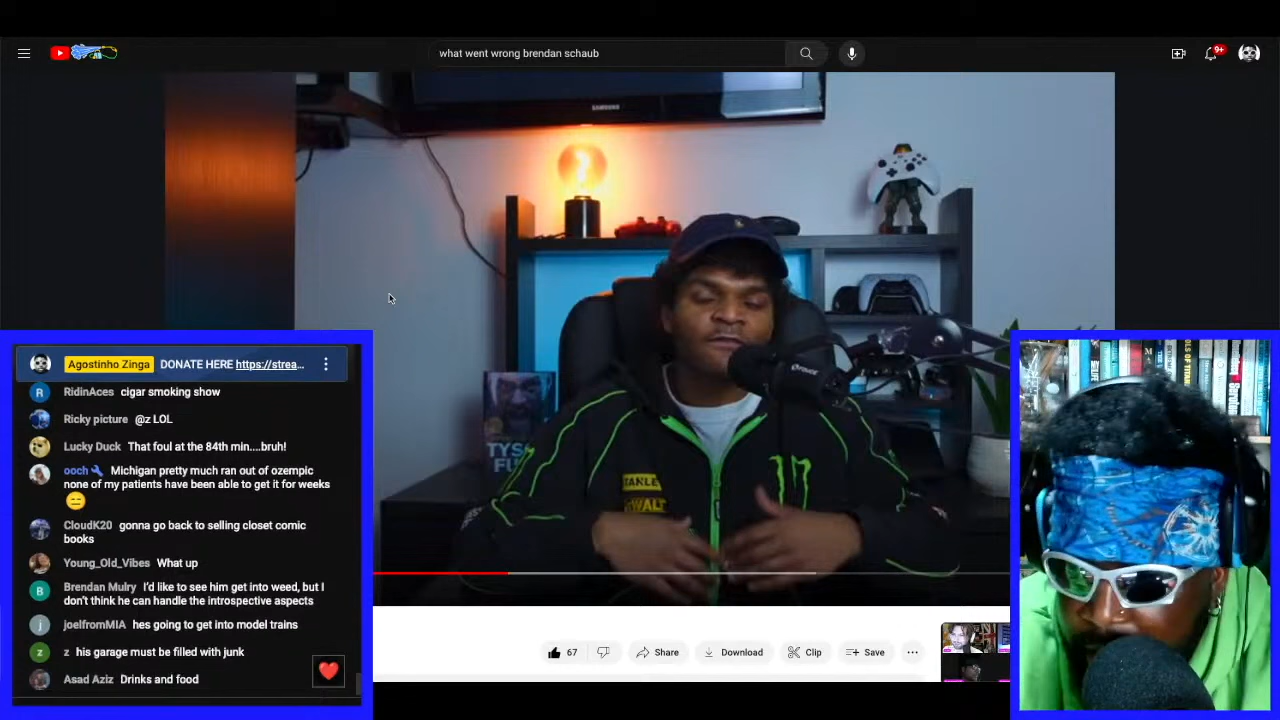 what went wrong brendan schaub
9+
SAMSUNG
TYS
FU
STANLE
DEWALT
Agostinho Zinga DONATE HERE https://strea...
RidinAces cigar smoking show
Ricky picture @z LOL
Lucky Duck That foul at the 84th min....bruh!
ooch Michigan pretty much ran out of ozempic
none of my patients have been able to get it for weeks
CloudK20 gonna go back to selling closet comic
books
Young_Old_Vibes What up
Brendan Mulry I'd like to see him get into weed, but I
don't think he can handle the introspective aspects
joelfromMIA hes going to get into model trains
z his garage must be filled with junk
Asad Aziz Drinks and food
67
Share
Download
Clip
Save